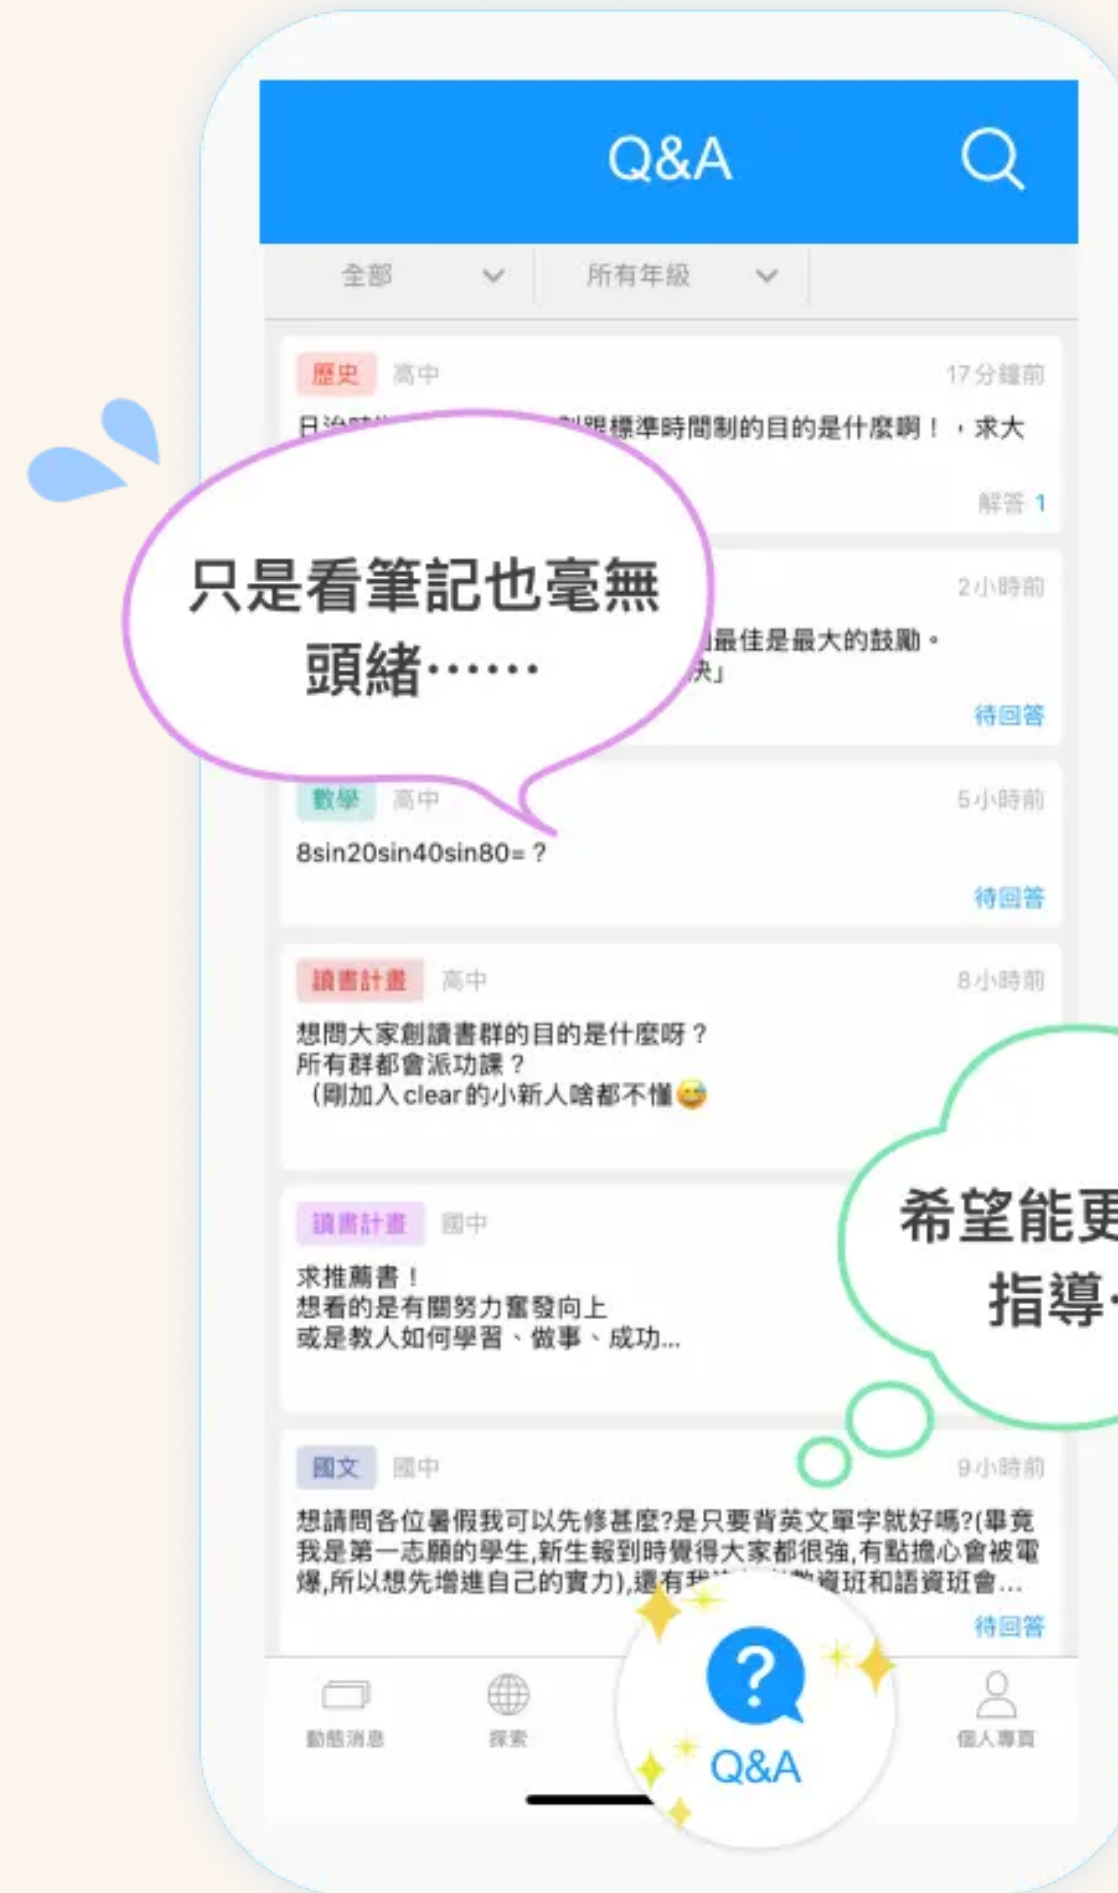 Q&A
全部
所有年級
歷史 高中 17分鐘前
標準時間制的目的是什麼啊！，求大
解答 1
只是看筆記也毫無
頭緒⋯⋯
2小時前
最佳是最大的鼓勵。
待回答
數學 高中 5小時前
8sin20sin40sin80=？
待回答
讀書計畫 高中 8小時前
想問大家創讀書群的目的是什麼呀？
所有群都會派功課？
（剛加入clear的小新人啥都不懂😅
讀書計畫 國中
求推薦書！
想看的是有關努力奮發向上
或是教人如何學習、做事、成功...
希望能更
指導
國文 國中 9小時前
想請問各位暑假我可以先修甚麼?是只要背英文單字就好嗎?(畢竟
我是第一志願的學生,新生報到時覺得大家都很強,有點擔心會被電
爆,所以想先增進自己的實力),還有我 資班和語資班會...
待回答
動態消息
探索
Q&A
個人專頁